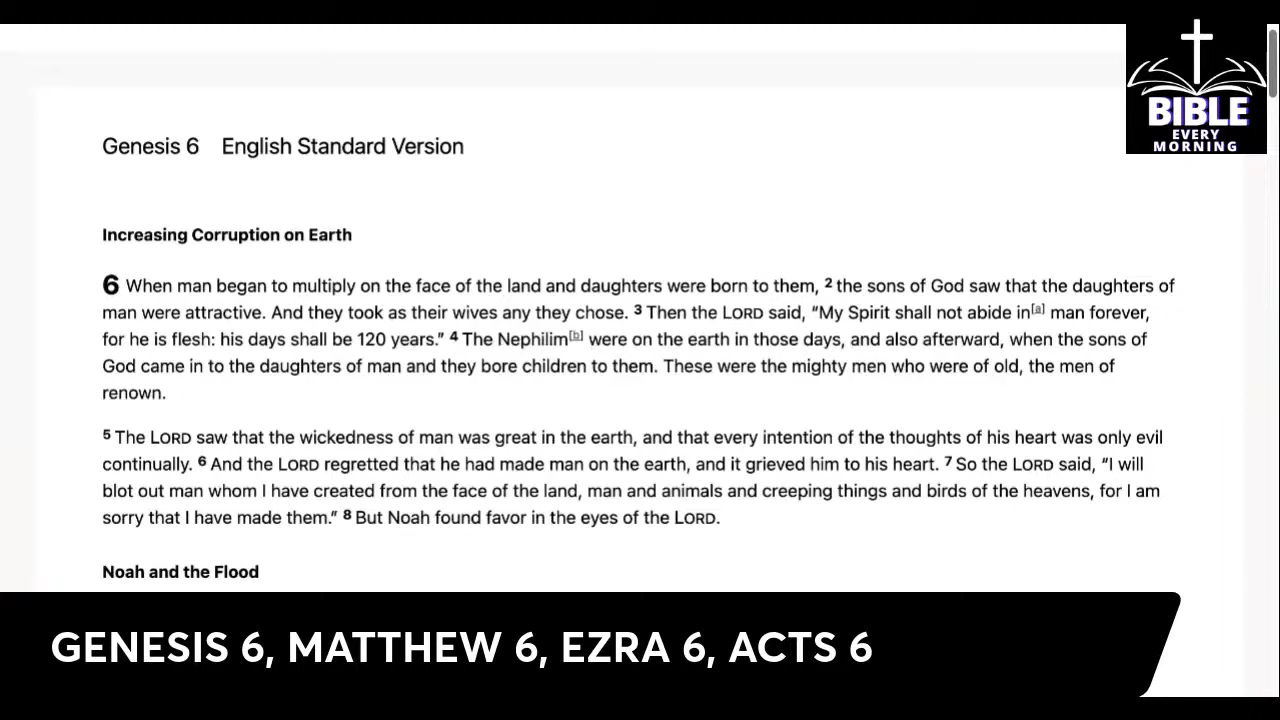 BIBLE
EVERY
MORNING
Genesis 6 English Standard Version
Increasing Corruption on Earth
6 When man began to multiply on the face of the land and daughters were born to them, 2 the sons of God saw that the daughters of
man were attractive. And they took as their wives any they chose. 3 Then the LORD said, “My Spirit shall not abide in[a] man forever,
for he is flesh: his days shall be 120 years.” 4 The Nephilim[b] were on the earth in those days, and also afterward, when the sons of
God came in to the daughters of man and they bore children to them. These were the mighty men who were of old, the men of
renown.
5 The LORD saw that the wickedness of man was great in the earth, and that every intention of the thoughts of his heart was only evil
continually. 6 And the LORD regretted that he had made man on the earth, and it grieved him to his heart. 7 So the LORD said, “I will
blot out man whom I have created from the face of the land, man and animals and creeping things and birds of the heavens, for I am
sorry that I have made them.” 8 But Noah found favor in the eyes of the LORD.
Noah and the Flood
GENESIS 6, MATTHEW 6, EZRA 6, ACTS 6